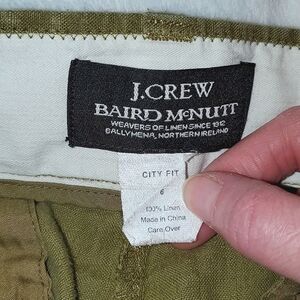 J.CREW
BAIRD McNUTT
WEAVERS OF LINEN SINCE 1912
BALLYMENA, NORTHERN IRELAND
CITY FIT
6
100% Linen
Made in China
Care Over